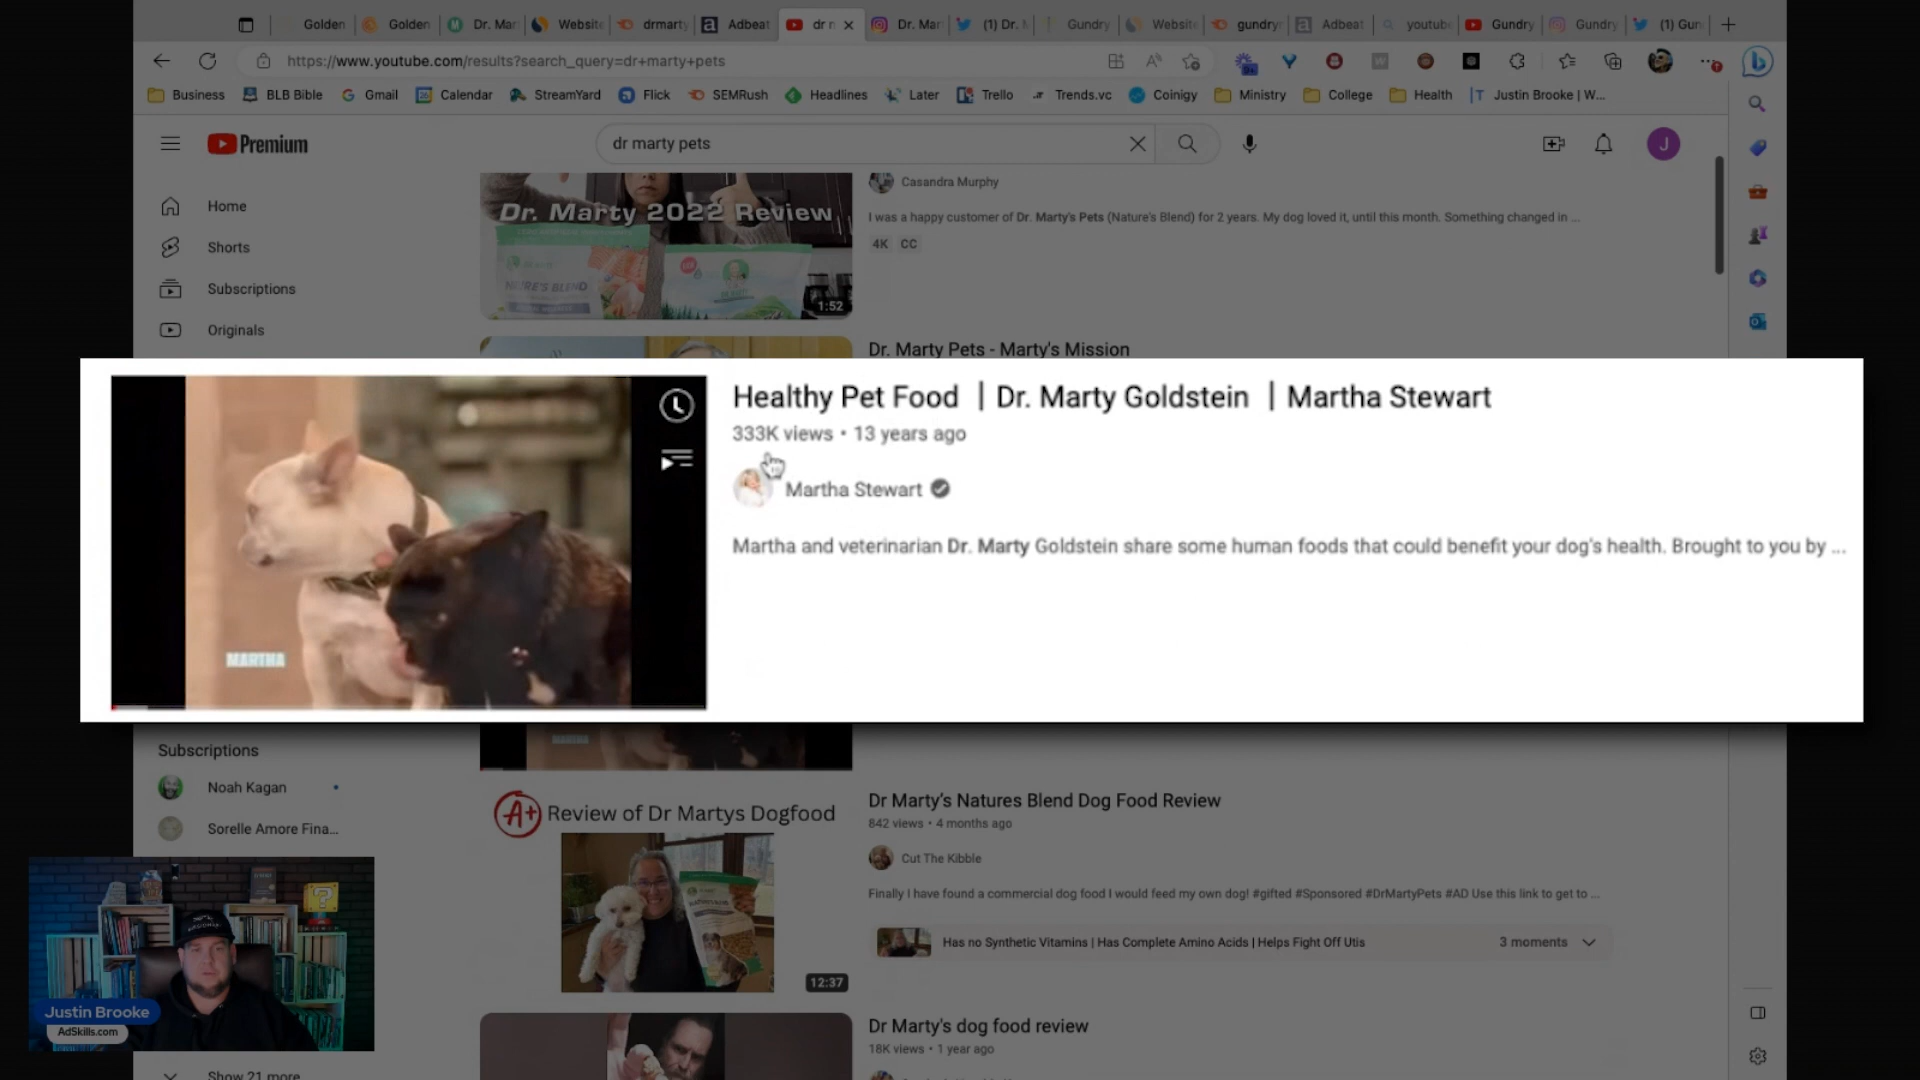 Golden
Golden
Dr. Mar
Website
drmarty
Adbeat
dr n
Dr. Mar
(1) Dr. M
Gundry
Website
gundry
Adbeat
youtub
Gundry
Gundry
(1) Gun
https://www.youtube.com/results?search_query=dr+marty+pets
Business
BLB Bible
Gmail
Calendar
StreamYard
Flick
SEMRush
Headlines
Later
Trello
Trends.vc
Coinigy
Ministry
College
Health
Justin Brooke | W...
Premium
dr marty pets
J
Home
Shorts
Subscriptions
Originals
Dr. Marty 2022 Review
NATURE'S BLEND
1:52
Casandra Murphy
I was a happy customer of Dr. Marty's Pets (Nature's Blend) for 2 years. My dog loved it, until this month. Something changed in ...
4K CC
Dr. Marty Pets - Marty's Mission
Healthy Pet Food | Dr. Marty Goldstein | Martha Stewart
333K views • 13 years ago
Martha Stewart
Martha and veterinarian Dr. Marty Goldstein share some human foods that could benefit your dog's health. Brought to you by ...
MARTHA
Subscriptions
Noah Kagan
Sorelle Amore Fina...
MARTHA
A+ Review of Dr Martys Dogfood
12:37
Dr Marty's Natures Blend Dog Food Review
842 views • 4 months ago
Cut The Kibble
Finally I have found a commercial dog food I would feed my own dog! #gifted #Sponsored #DrMartyPets #AD Use this link to get to ...
Has no Synthetic Vitamins | Has Complete Amino Acids | Helps Fight Off Utis
3 moments
Dr Marty's dog food review
18K views • 1 year ago
Justin Brooke
AdSkills.com
Show 21 more